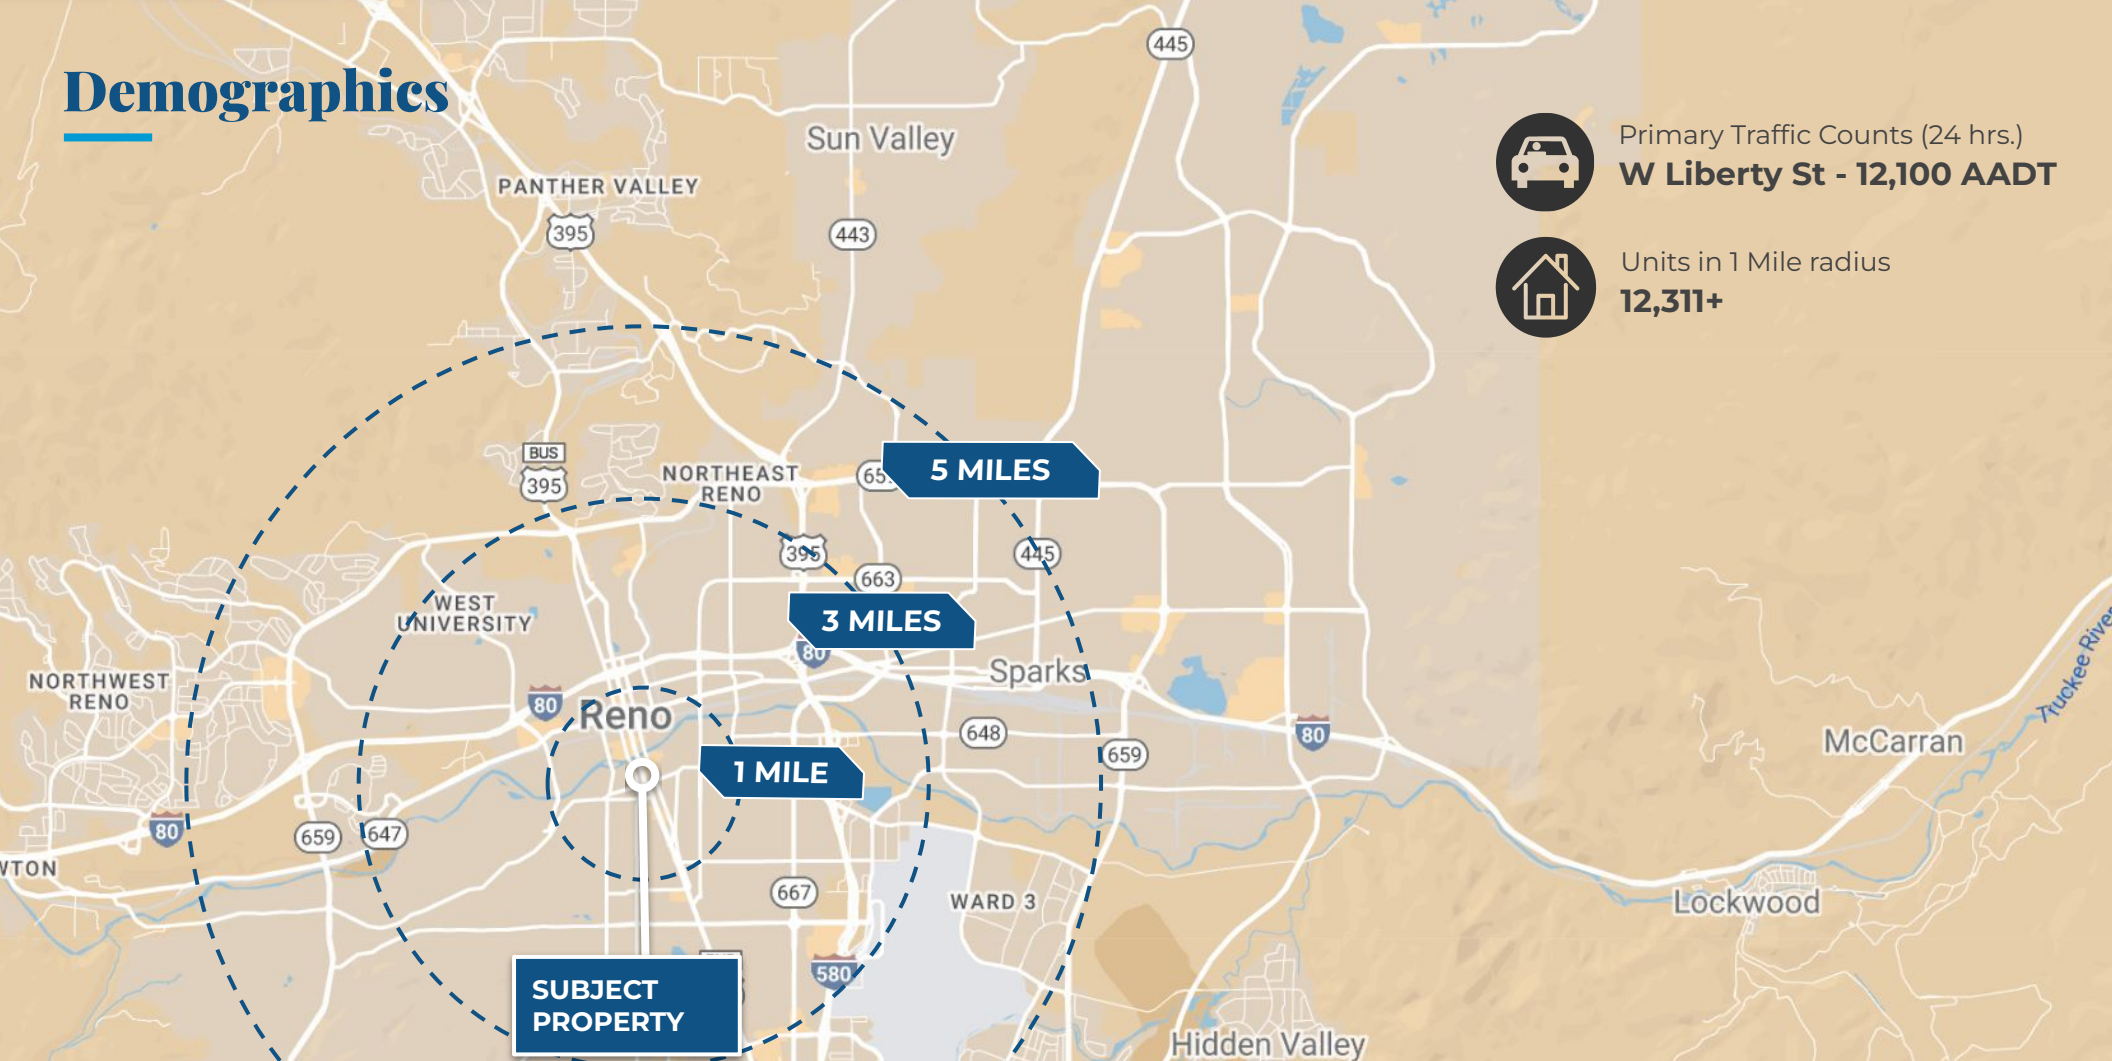 Demographics
445
Primary Traffic Counts (24 hrs.)
W Liberty St - 12,100 AADT
Sun Valley
PANTHER VALLEY
395
443
Units in 1 Mile radius
12,311+
BUS
395
NORTHEAST
RENO
5 MILES
395
663
445
WEST
UNIVERSITY
3 MILES
80
Sparks
NORTHWEST
RENO
80
Reno
648
80
659
McCarran
Truckee River
1 MILE
80
659
647
667
WARD 3
Lockwood
580
SUBJECT
PROPERTY
Hidden Valley